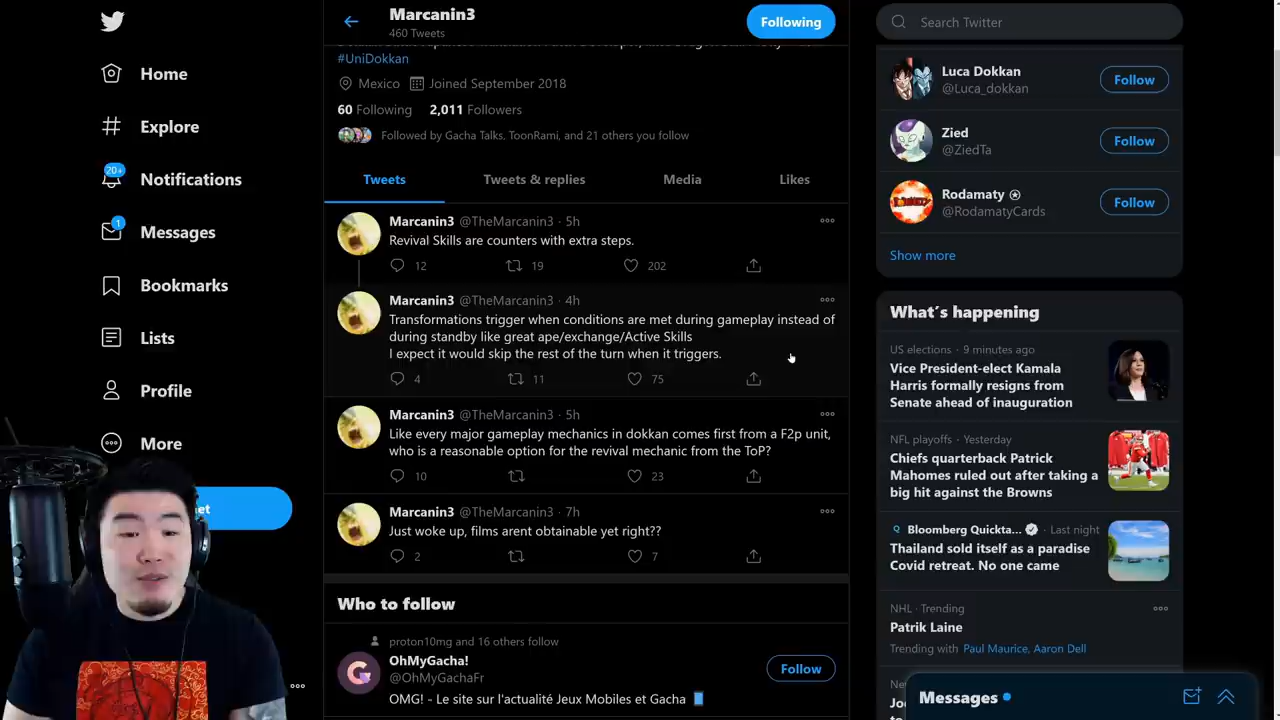 Marcanin3
460 Tweets
Following
#UniDokkan
Mexico
Joined September 2018
60 Following
2,011 Followers
Followed by Gacha Talks, ToonRami, and 21 others you follow
Tweets
Tweets & replies
Media
Likes
Marcanin3 @TheMarcanin3 · 5h
Revival Skills are counters with extra steps.
12
19
202
Marcanin3 @TheMarcanin3 · 4h
Transformations trigger when conditions are met during gameplay instead of
during standby like great ape/exchange/Active Skills
I expect it would skip the rest of the turn when it triggers.
4
11
75
Marcanin3 @TheMarcanin3 · 5h
Like every major gameplay mechanics in dokkan comes first from a F2p unit,
who is a reasonable option for the revival mechanic from the ToP?
10
23
Marcanin3 @TheMarcanin3 · 7h
Just woke up, films arent obtainable yet right??
2
7
Who to follow
proton10mg and 16 others follow
OhMyGacha!
@OhMyGachaFr
Follow
OMG! - Le site sur l'actualité Jeux Mobiles et Gacha
Home
Explore
20+
Notifications
1
Messages
Bookmarks
Lists
Profile
More
et
Search Twitter
Luca Dokkan
@Luca_dokkan
Follow
Zied
@ZiedTa
Follow
Rodamaty
@RodamatyCards
Follow
Show more
What's happening
US elections · 9 minutes ago
Vice President-elect Kamala
Harris formally resigns from
Senate ahead of inauguration
NFL playoffs · Yesterday
Chiefs quarterback Patrick
Mahomes ruled out after taking a
big hit against the Browns
Bloomberg Quickta... · Last night
Thailand sold itself as a paradise
Covid retreat. No one came
NHL · Trending
Patrik Laine
Trending with Paul Maurice, Aaron Dell
Messages